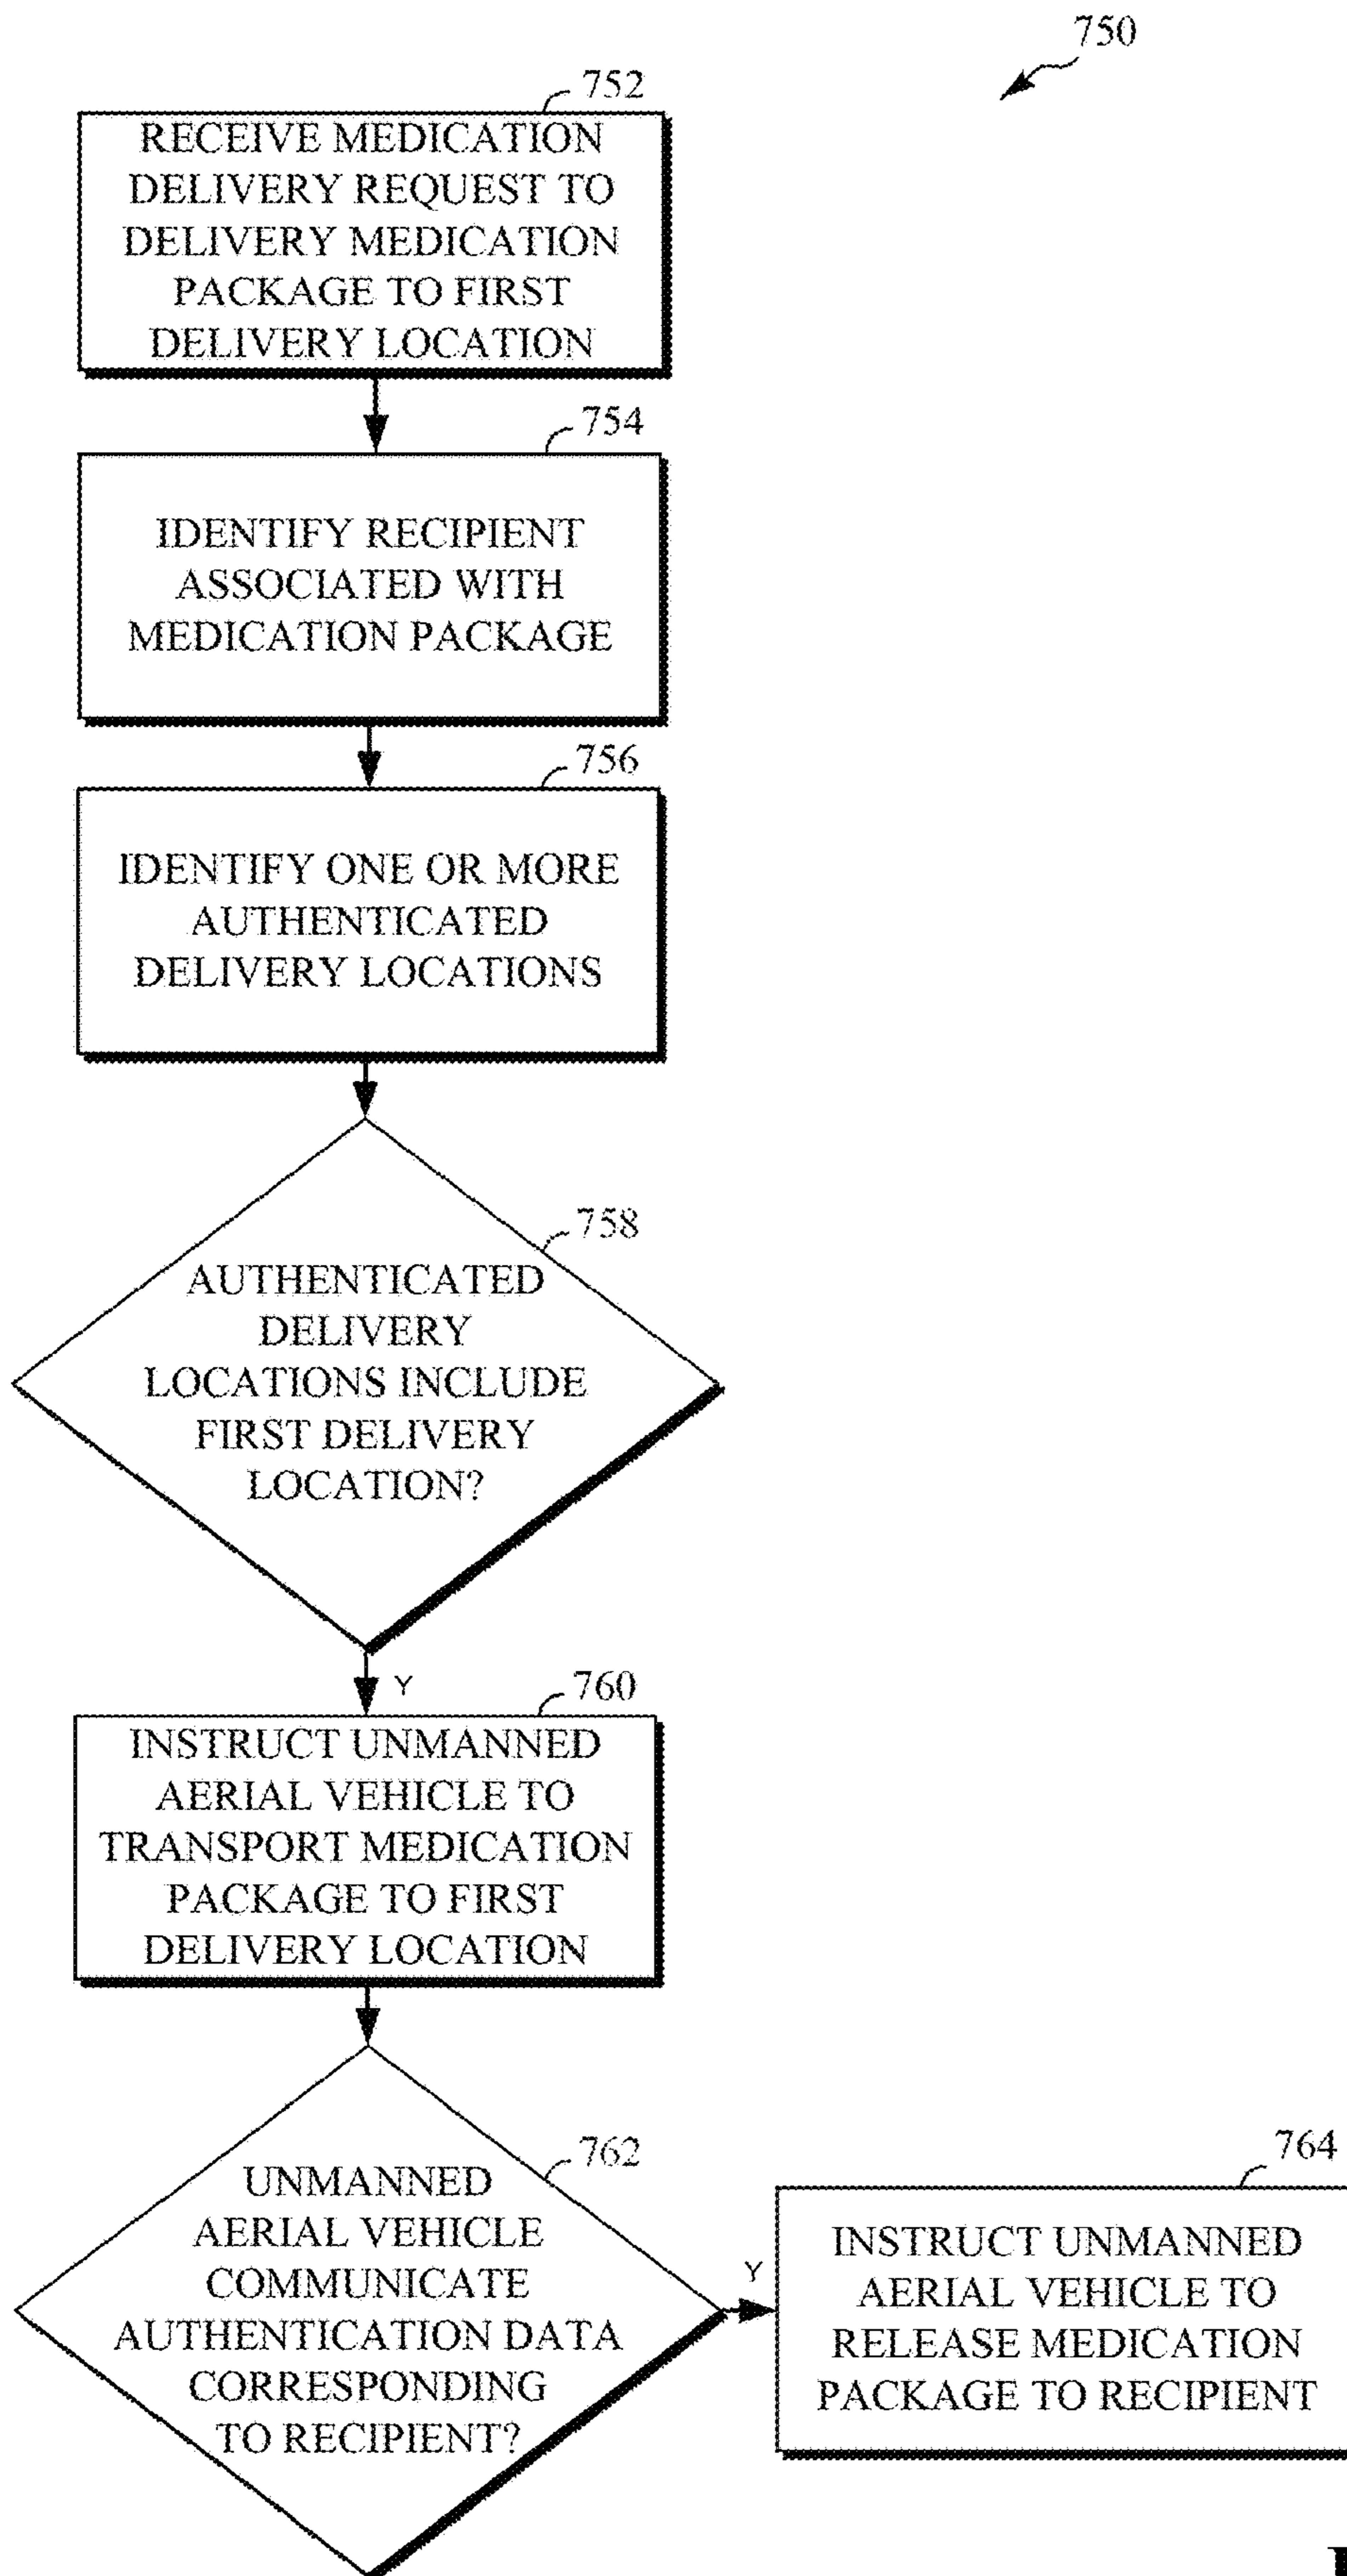 750
752
RECEIVE MEDICATION
DELIVERY REQUEST TO
DELIVERY MEDICATION
PACKAGE TO FIRST
DELIVERY LOCATION
754
IDENTIFY RECIPIENT
ASSOCIATED WITH
MEDICATION PACKAGE
756
IDENTIFY ONE OR MORE
AUTHENTICATED
DELIVERY LOCATIONS
758
AUTHENTICATED
DELIVERY
LOCATIONS INCLUDE
FIRST DELIVERY
LOCATION?
Y
760
INSTRUCT UNMANNED
AERIAL VEHICLE TO
TRANSPORT MEDICATION
PACKAGE TO FIRST
DELIVERY LOCATION
762
UNMANNED
AERIAL VEHICLE
COMMUNICATE
AUTHENTICATION DATA
CORRESPONDING
TO RECIPIENT?
Y
764
INSTRUCT UNMANNED
AERIAL VEHICLE TO
RELEASE MEDICATION
PACKAGE TO RECIPIENT